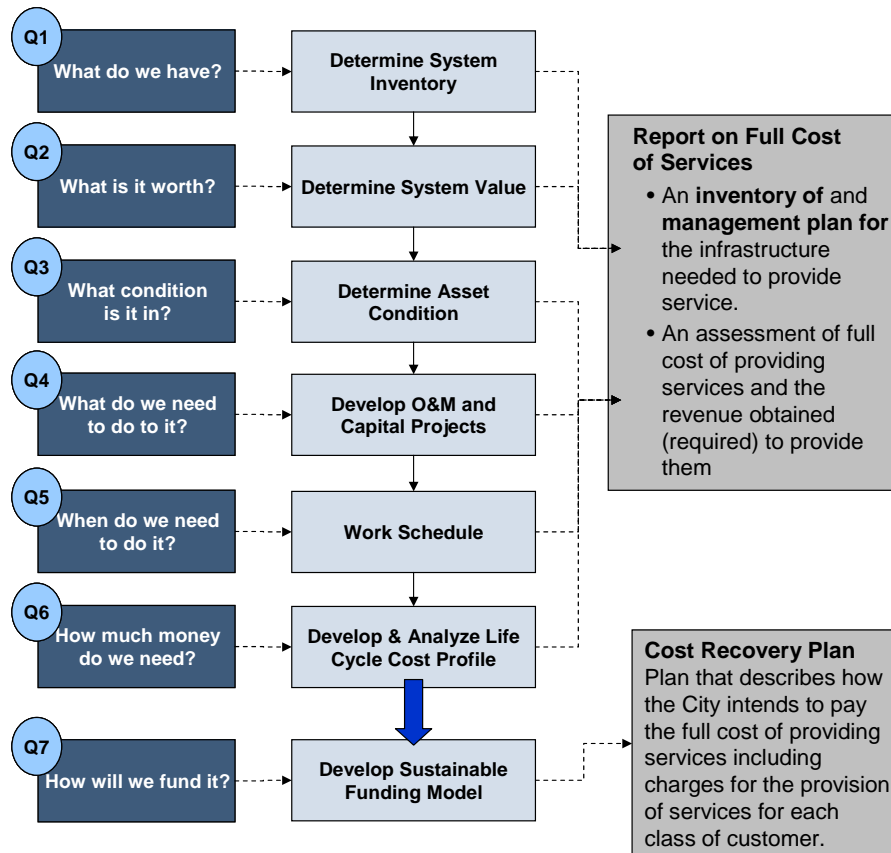 Q1
What do we have?
Determine System
Inventory
Q2
What is it worth?
Determine System Value
Q3
What condition
is it in?
Determine Asset
Condition
Q4
What do we need
to do to it?
Develop O&M and
Capital Projects
Q5
When do we need
to do it?
Work Schedule
Q6
How much money
do we need?
Develop & Analyze Life
Cycle Cost Profile
Q7
How will we fund it?
Develop Sustainable
Funding Model
Report on Full Cost
of Services
• An inventory of and
management plan for
the infrastructure
needed to provide
service.
• An assessment of full
cost of providing
services and the
revenue obtained
(required) to provide
them
Cost Recovery Plan
Plan that describes how
the City intends to pay
the full cost of providing
services including
charges for the provision
of services for each
class of customer.